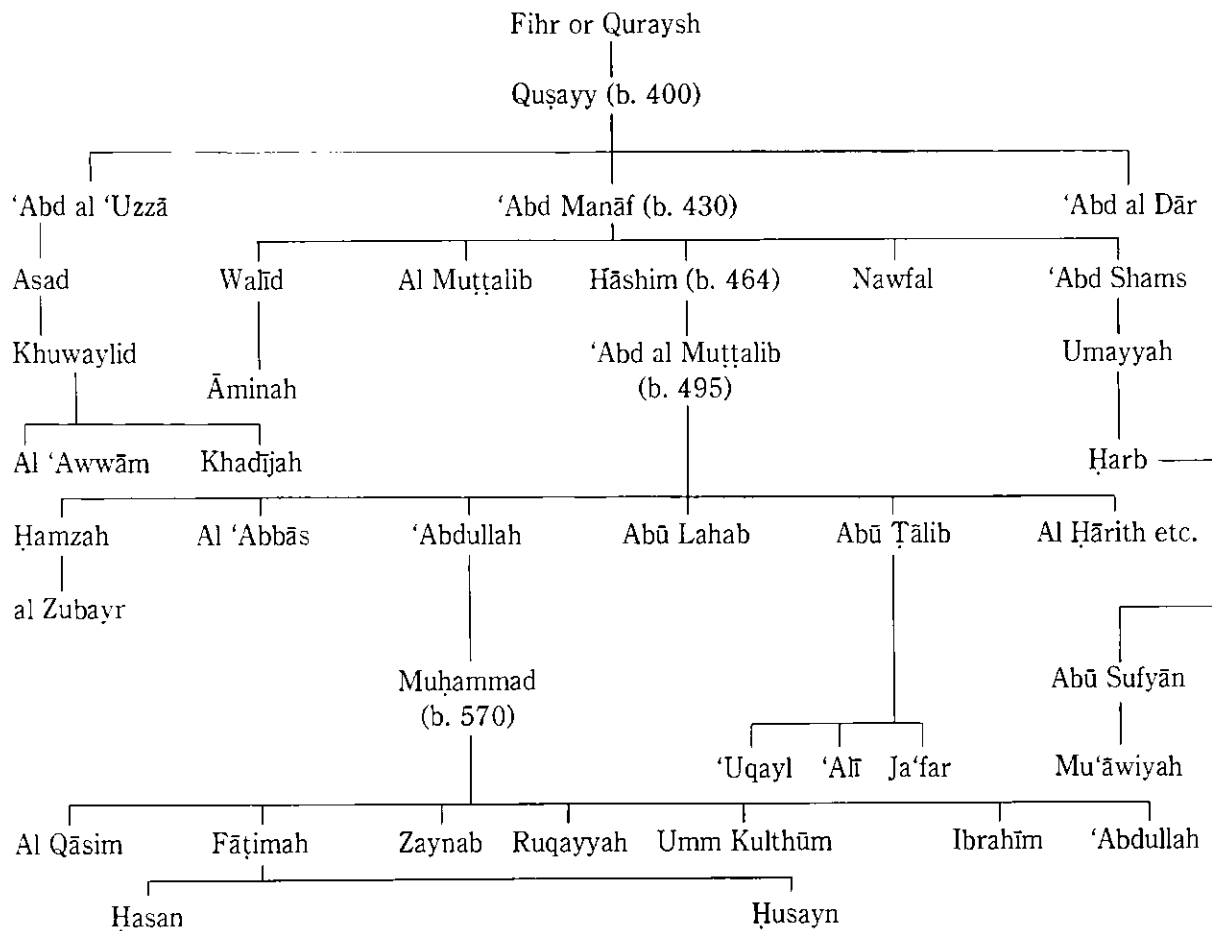 Fihr or Quraysh
Quṣayy (b. 400)
‘Abd al ‘Uzzā ‘Abd Manāf (b. 430) ‘Abd al Dār
Asad Walīd Al Muṭṭalib Hāshim (b. 464) Nawfal ‘Abd Shams
Khuwaylid ‘Abd al Muṭṭalib Umayyah
(b. 495)
Āminah
Al ‘Awwām Khadījah Ḥarb
Ḥamzah Al ‘Abbās ‘Abdullah Abū Lahab Abū Ṭālib Al Ḥārith etc.
al Zubayr
Muḥammad Abū Sufyān
(b. 570)
‘Uqayl ‘Alī Ja‘far Mu‘āwiyah
Al Qāsim Fāṭimah Zaynab Ruqayyah Umm Kulthūm Ibrahīm ‘Abdullah
Ḥasan Ḥusayn